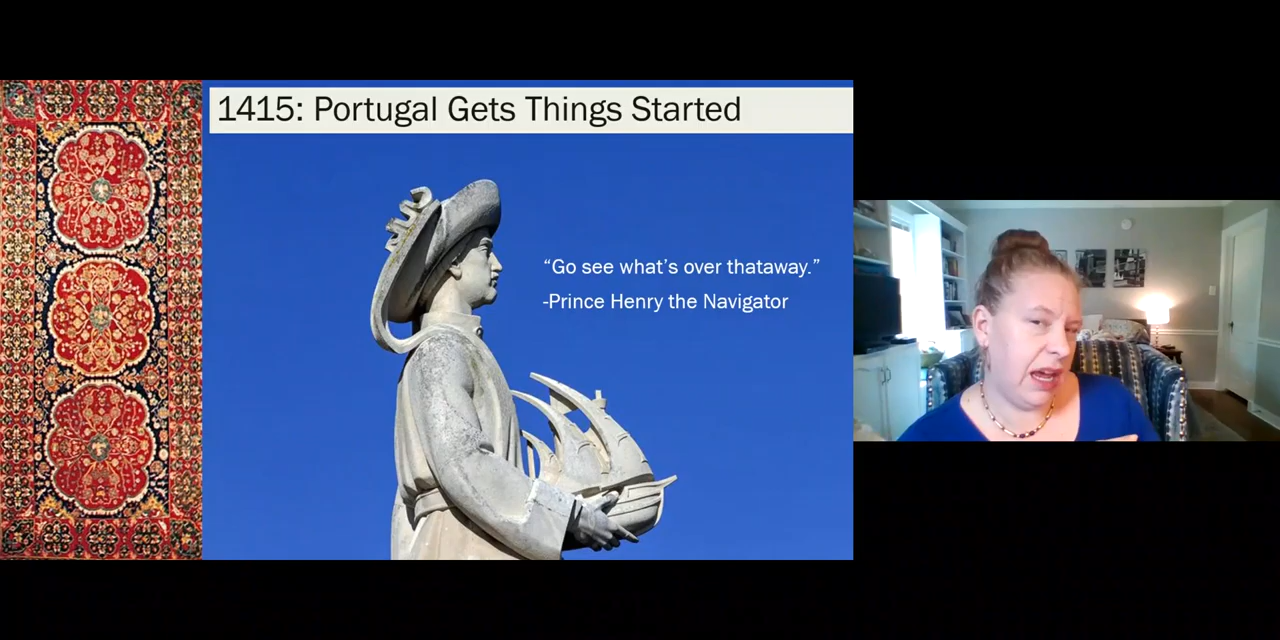 1415: Portugal Gets Things Started
“Go see what’s over thataway.”
-Prince Henry the Navigator